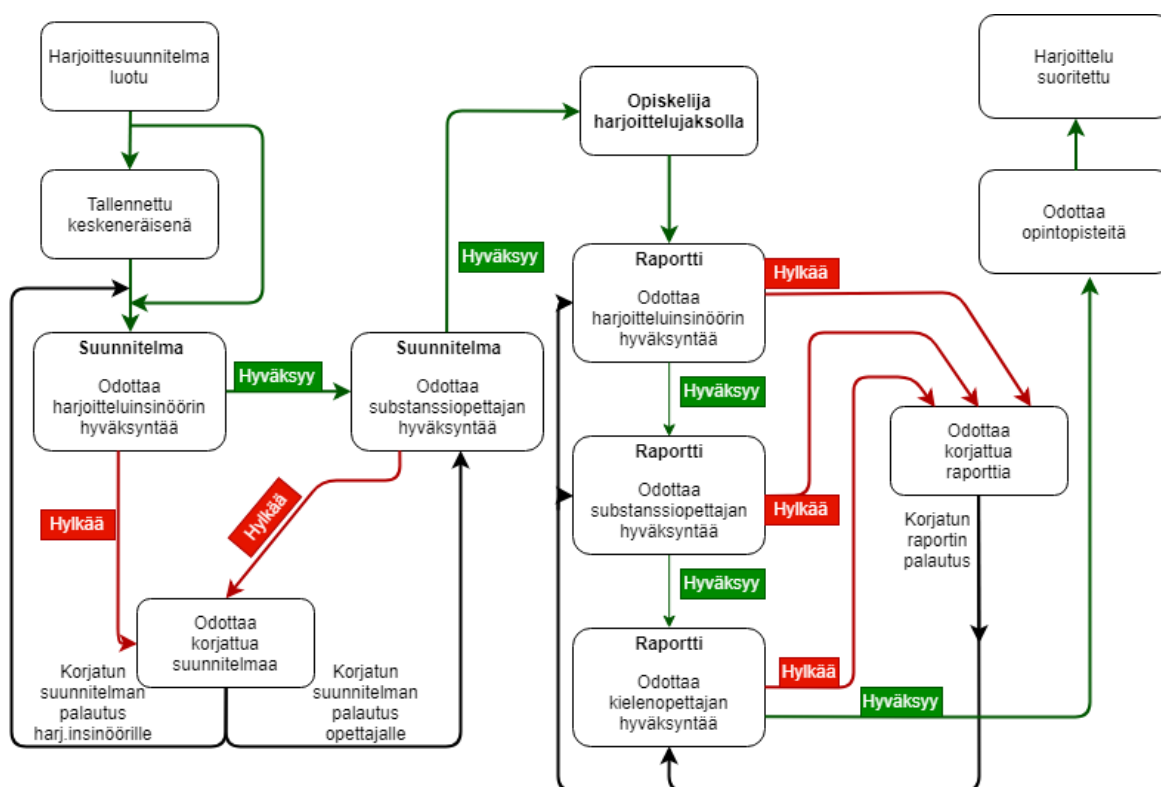 Harjoittesuunnitelma
luotu
Tallennettu
keskeneräisenä
Suunnitelma
Odottaa
harjoitteluinsinöörin
hyväksyntää
Hyväksyy
Suunnitelma
Odottaa
substanssiopettajan
hyväksyntää
Hylkää
Hylkää
Odottaa
korjattua
suunnitelmaa
Korjatun
suunnitelman
palautus
harj.insinöörille
Korjatun
suunnitelman
palautus
opettajalle
Hyväksyy
Opiskelija
harjoittelujaksolla
Raportti
Odottaa
harjoitteluinsinöörin
hyväksyntää
Hylkää
Hyväksyy
Raportti
Odottaa
substanssiopettajan
hyväksyntää
Hylkää
Hyväksyy
Raportti
Odottaa
kielenopettajan
hyväksyntää
Hylkää
Hyväksyy
Odottaa
korjattua
raporttia
Korjatun
raportin
palautus
Odottaa
opintopisteitä
Harjoittelu
suoritettu